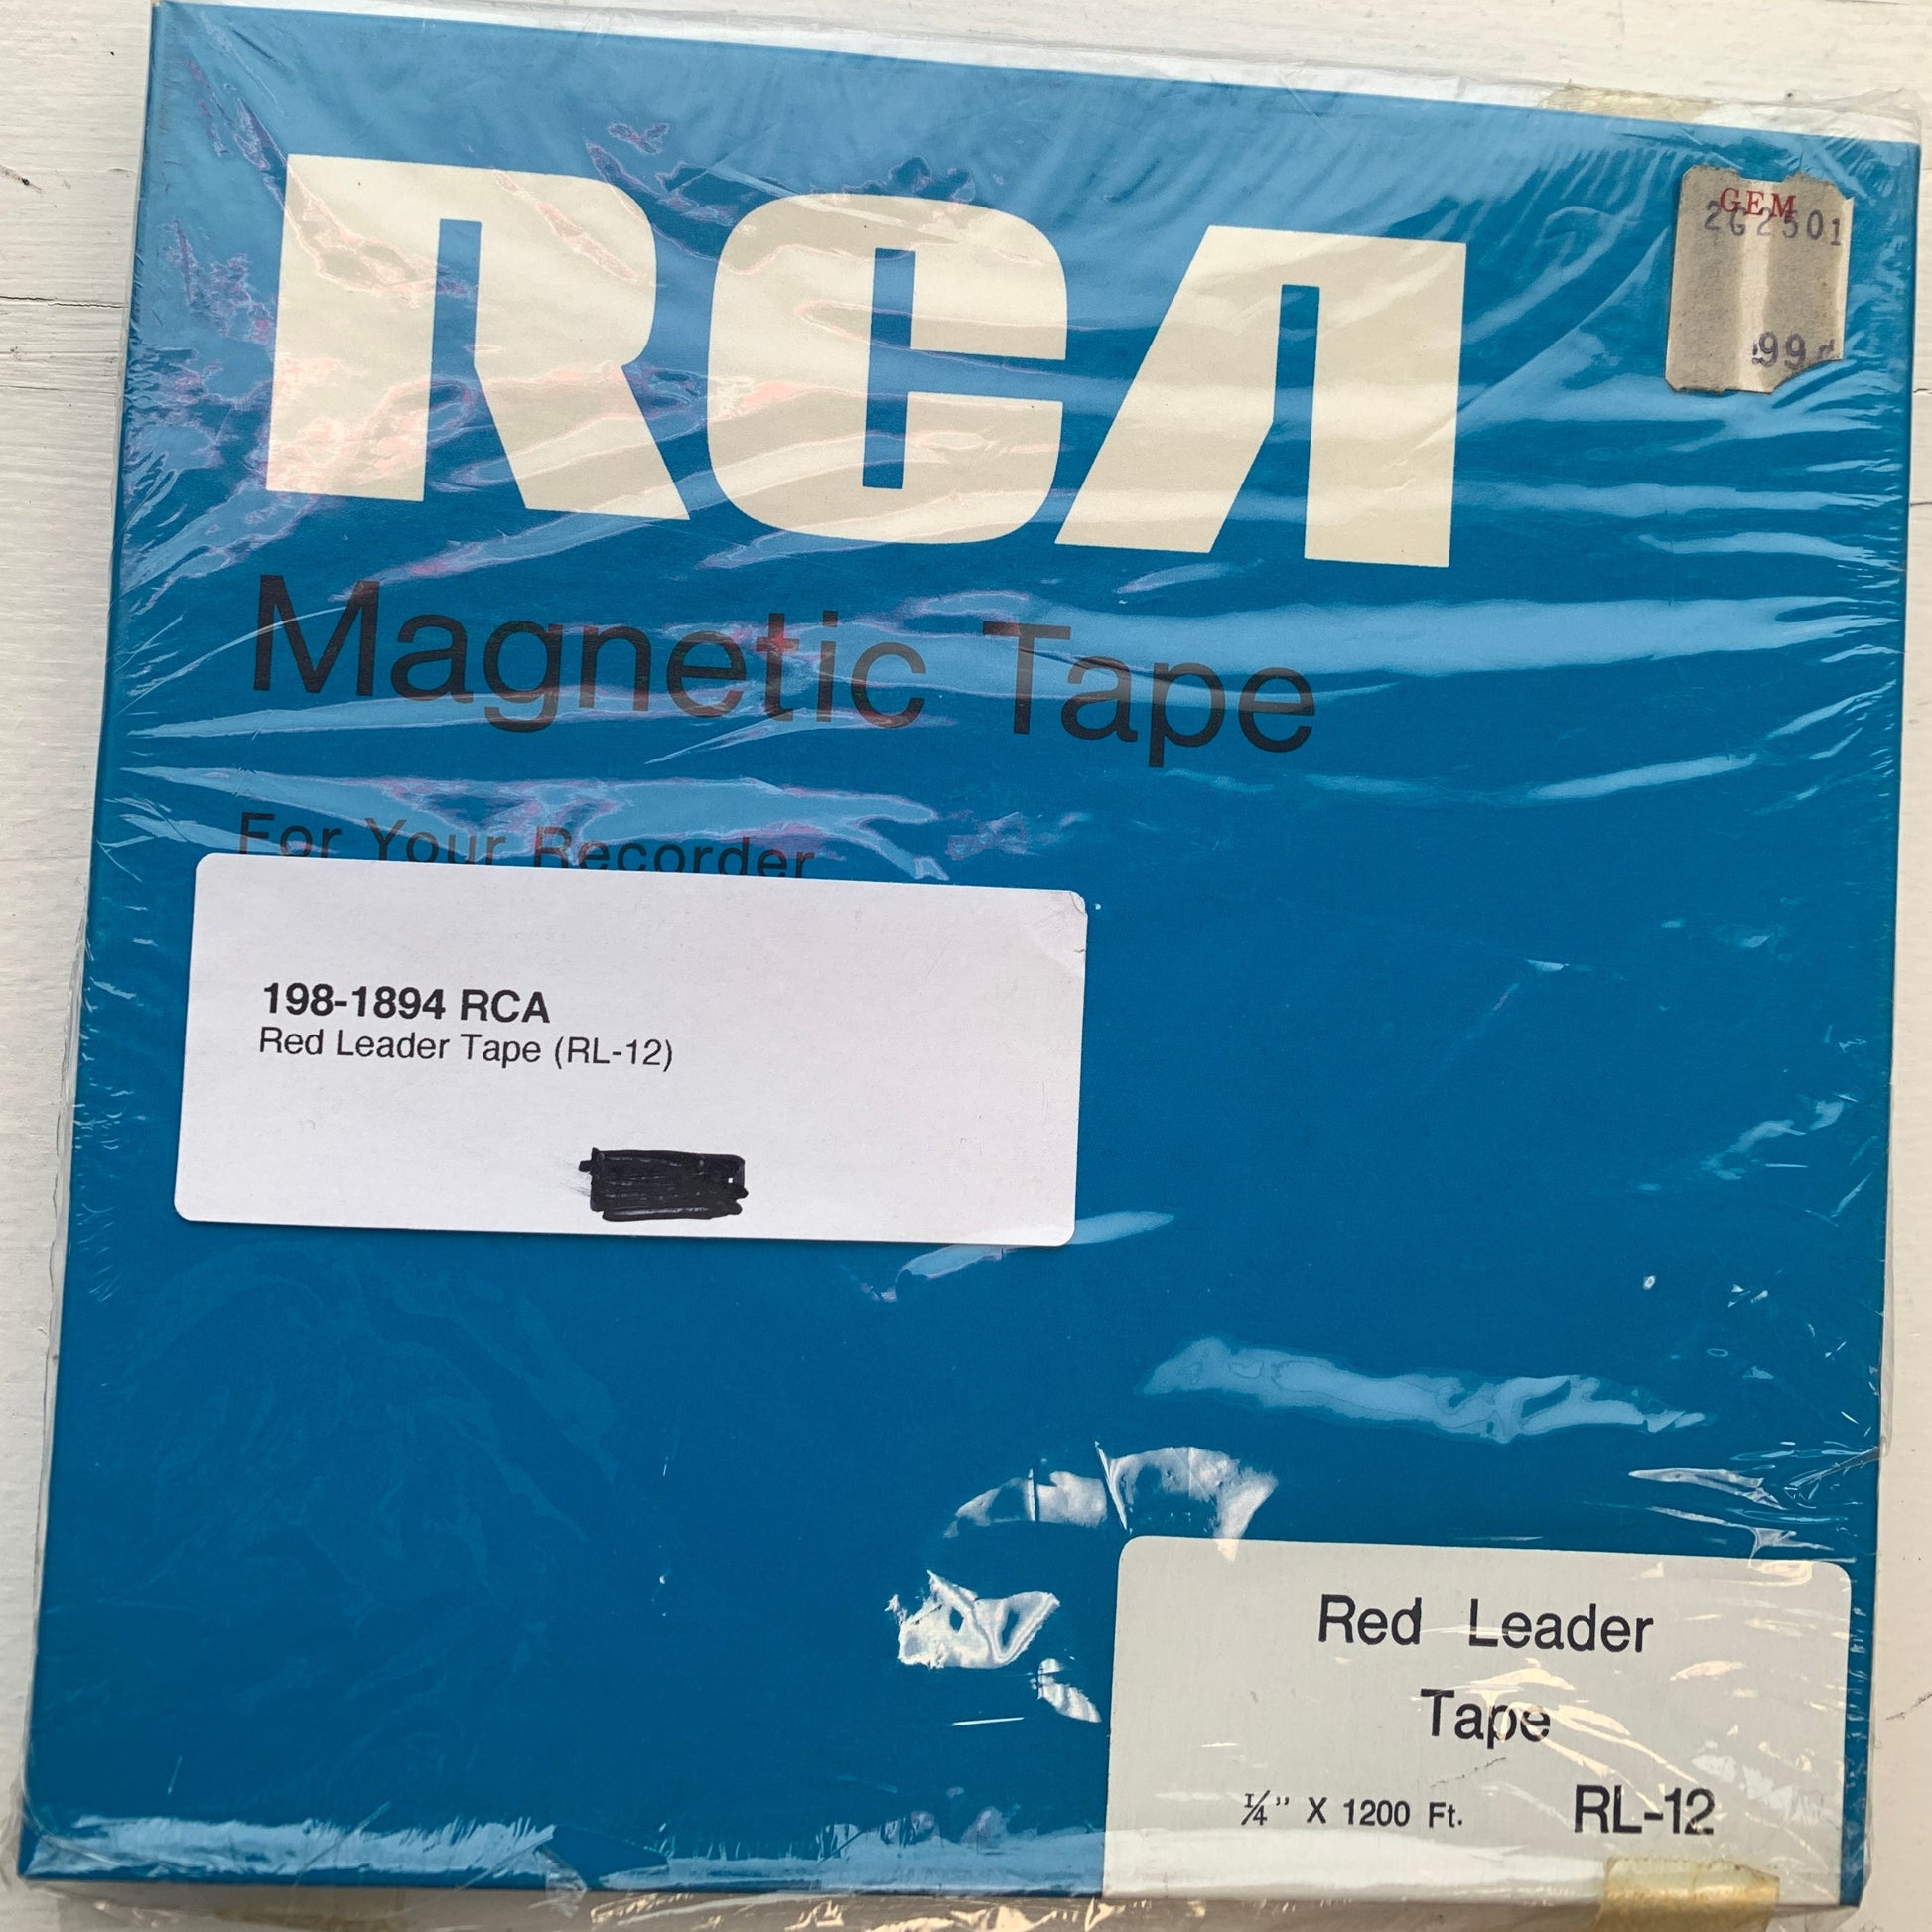 RCA
GEM
262501
.99¢
Magnetic Tape
For Your Recorder
198-1894 RCA
Red Leader Tape (RL-12)
Red Leader
Tape
1/4" X 1200 Ft. RL-12